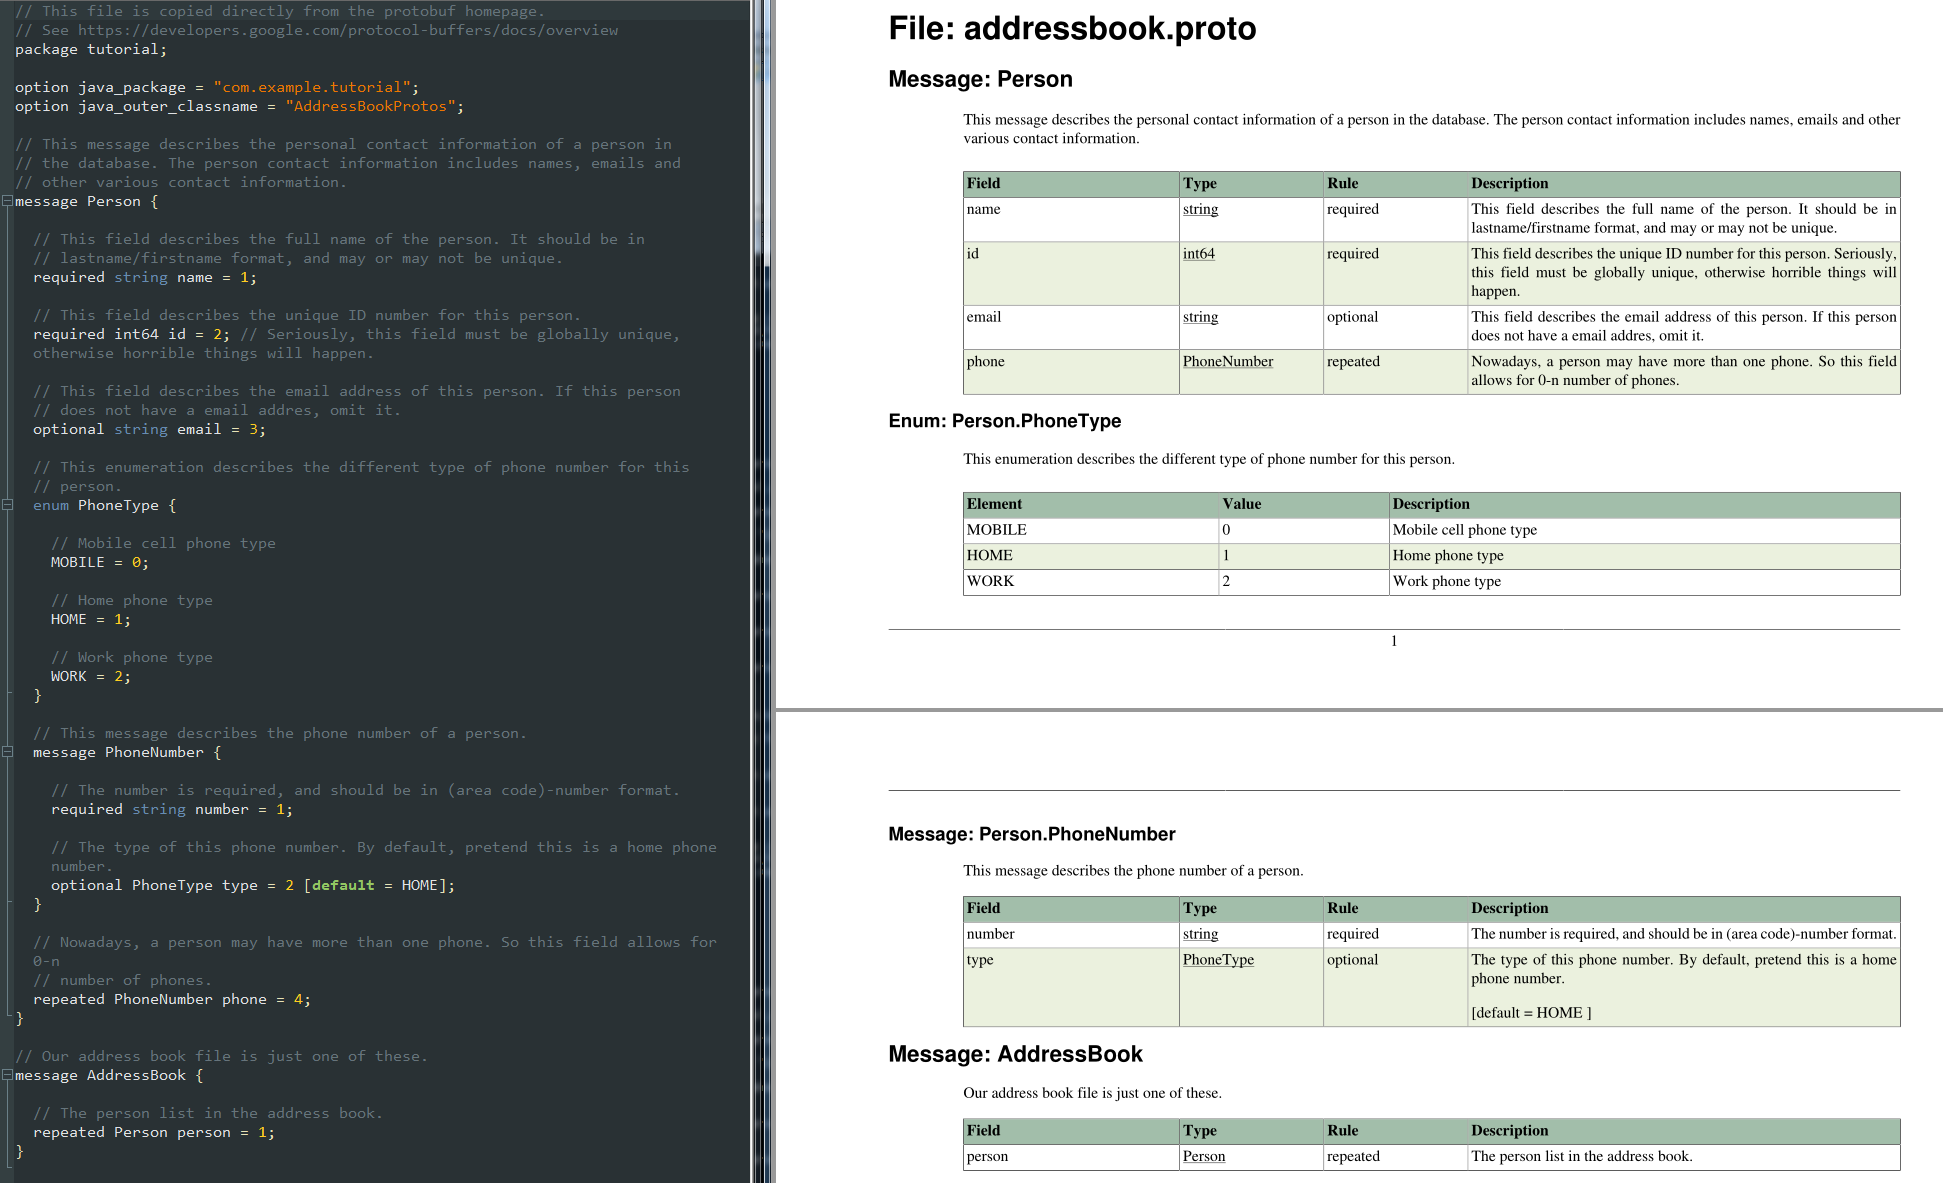 // This file is copied directly from the protobuf homepage.
// See https://developers.google.com/protocol-buffers/docs/overview
package tutorial;
option java_package = "com.example.tutorial";
option java_outer_classname = "AddressBookProtos";
// This message describes the personal contact information of a person in
// the database. The person contact information includes names, emails and
// other various contact information.
message Person {
// This field describes the full name of the person. It should be in
// lastname/firstname format, and may or may not be unique.
required string name = 1;
// This field describes the unique ID number for this person.
required int64 id = 2; // Seriously, this field must be globally unique,
otherwise horrible things will happen.
// This field describes the email address of this person. If this person
// does not have a email addres, omit it.
optional string email = 3;
// This enumeration describes the different type of phone number for this
// person.
enum PhoneType {
// Mobile cell phone type
MOBILE = 0;
// Home phone type
HOME = 1;
// Work phone type
WORK = 2;
}
// This message describes the phone number of a person.
message PhoneNumber {
// The number is required, and should be in (area code)-number format.
required string number = 1;
// The type of this phone number. By default, pretend this is a home phone
number.
optional PhoneType type = 2 [default = HOME];
}
// Nowadays, a person may have more than one phone. So this field allows for
0-n
// number of phones.
repeated PhoneNumber phone = 4;
}
// Our address book file is just one of these.
message AddressBook {
// The person list in the address book.
repeated Person person = 1;
}
File: addressbook.proto
Message: Person
This message describes the personal contact information of a person in the database. The person contact information includes names, emails and other
various contact information.
Field Type Rule Description
name string required This field describes the full name of the person. It should be in
lastname/firstname format, and may or may not be unique.
id int64 required This field describes the unique ID number for this person. Seriously,
this field must be globally unique, otherwise horrible things will
happen.
email string optional This field describes the email address of this person. If this person
does not have a email addres, omit it.
phone PhoneNumber repeated Nowadays, a person may have more than one phone. So this field
allows for 0-n number of phones.
Enum: Person.PhoneType
This enumeration describes the different type of phone number for this person.
Element Value Description
MOBILE 0 Mobile cell phone type
HOME 1 Home phone type
WORK 2 Work phone type
1
Message: Person.PhoneNumber
This message describes the phone number of a person.
Field Type Rule Description
number string required The number is required, and should be in (area code)-number format.
type PhoneType optional The type of this phone number. By default, pretend this is a home
phone number.
[default = HOME ]
Message: AddressBook
Our address book file is just one of these.
Field Type Rule Description
person Person repeated The person list in the address book.